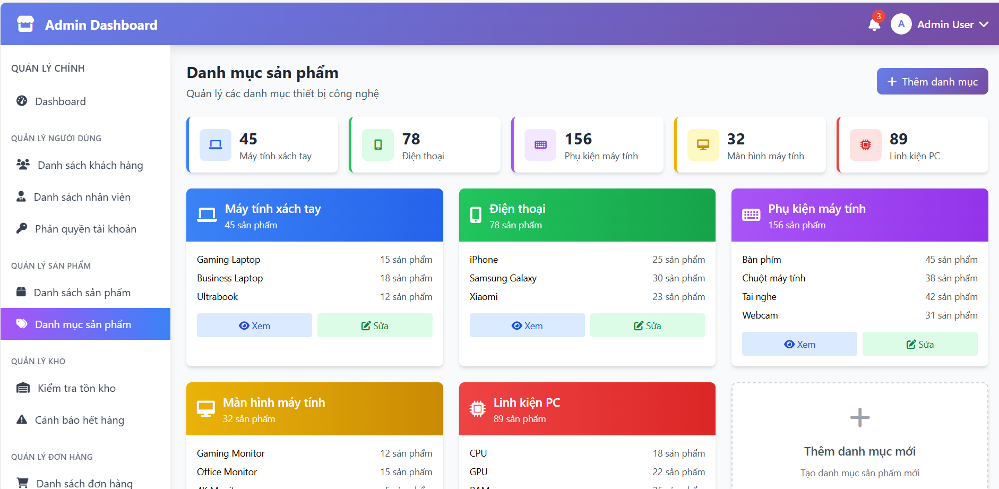 Admin Dashboard
3
A
Admin User
QUẢN LÝ CHÍNH
Dashboard
QUẢN LÝ NGƯỜI DÙNG
Danh sách khách hàng
Danh sách nhân viên
Phân quyền tài khoản
QUẢN LÝ SẢN PHẨM
Danh sách sản phẩm
Danh mục sản phẩm
QUẢN LÝ KHO
Kiểm tra tồn kho
Cảnh báo hết hàng
QUẢN LÝ ĐƠN HÀNG
Danh sách đơn hàng
Danh mục sản phẩm
Quản lý các danh mục thiết bị công nghệ
Thêm danh mục
45
Máy tính xách tay
78
Điện thoại
156
Phụ kiện máy tính
32
Màn hình máy tính
89
Linh kiện PC
Máy tính xách tay
45 sản phẩm
Gaming Laptop 15 sản phẩm
Business Laptop 18 sản phẩm
Ultrabook 12 sản phẩm
Xem Sửa
Điện thoại
78 sản phẩm
iPhone 25 sản phẩm
Samsung Galaxy 30 sản phẩm
Xiaomi 23 sản phẩm
Xem Sửa
Phụ kiện máy tính
156 sản phẩm
Bàn phím 45 sản phẩm
Chuột máy tính 38 sản phẩm
Tai nghe 42 sản phẩm
Webcam 31 sản phẩm
Xem Sửa
Màn hình máy tính
32 sản phẩm
Gaming Monitor 12 sản phẩm
Office Monitor 15 sản phẩm
Linh kiện PC
89 sản phẩm
CPU 18 sản phẩm
GPU 22 sản phẩm
Thêm danh mục mới
Tạo danh mục sản phẩm mới